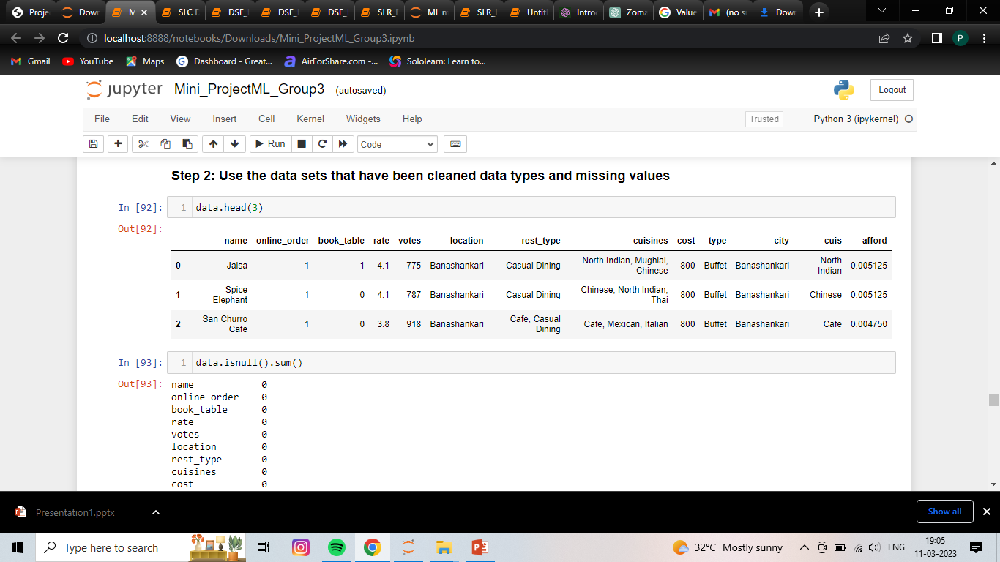 Proje
Down
M
SLC D
DSE_
DSE_
DSE_
SLR_D
ML m
SLR_L
Untit
Intro
Zoma
Value
(no s
Down
localhost:8888/notebooks/Downloads/Mini_ProjectML_Group3.ipynb
P
Gmail YouTube Maps Dashboard - Great... AirForShare.com -... Sololearn: Learn to...
jupyter Mini_ProjectML_Group3 (autosaved) Logout
File Edit View Insert Cell Kernel Widgets Help Trusted Python 3 (ipykernel)
Run Code
Step 2: Use the data sets that have been cleaned data types and missing values
In [92]: 1 data.head(3)
Out[92]:
name online_order book_table rate votes location rest_type cuisines cost type city cuis afford
0 Jalsa 1 1 4.1 775 Banashankari Casual Dining North Indian, Mughlai, Chinese 800 Buffet Banashankari North Indian 0.005125
1 Spice Elephant 1 0 4.1 787 Banashankari Casual Dining Chinese, North Indian, Thai 800 Buffet Banashankari Chinese 0.005125
2 San Churro Cafe 1 0 3.8 918 Banashankari Cafe, Casual Dining Cafe, Mexican, Italian 800 Buffet Banashankari Cafe 0.004750
In [93]: 1 data.isnull().sum()
Out[93]: name 0
online_order 0
book_table 0
rate 0
votes 0
location 0
rest_type 0
cuisines 0
cost 0
Presentation1.pptx Show all
Type here to search 32°C Mostly sunny ENG 19:05
11-03-2023